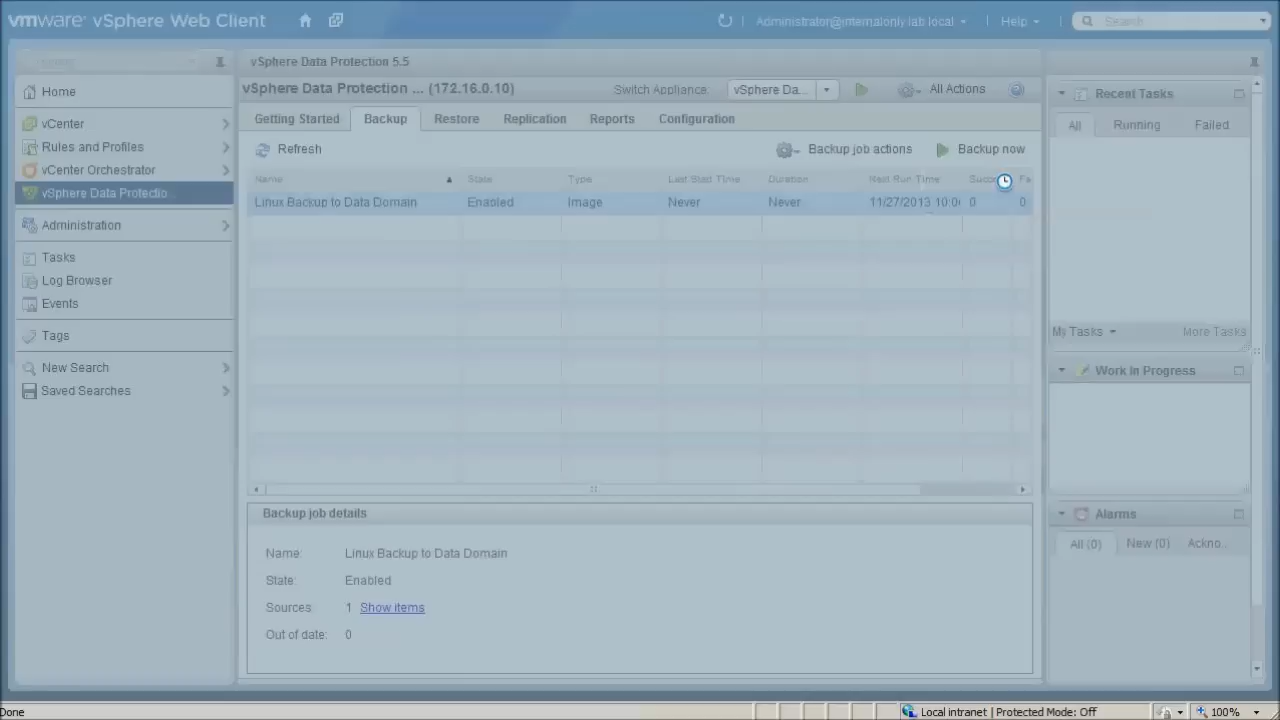 vmware vSphere Web Client
Administrator@internalonly.lab.local
Help
Search
vSphere Data Protection 5.5
vSphere Data Protection ... (172.16.0.10)
Switch Appliance:
vSphere Da...
All Actions
Getting Started
Backup
Restore
Replication
Reports
Configuration
Refresh
Backup job actions
Backup now
Name
State
Type
Last Start Time
Duration
Next Run Time
Succ
Fa
Linux Backup to Data Domain
Enabled
Image
Never
Never
11/27/2013 10:0
0
0
Home
vCenter
Rules and Profiles
vCenter Orchestrator
vSphere Data Protectio
Administration
Tasks
Log Browser
Events
Tags
New Search
Saved Searches
Backup job details
Name: Linux Backup to Data Domain
State: Enabled
Sources: 1 Show items
Out of date: 0
Recent Tasks
All
Running
Failed
My Tasks
More Tasks
Work In Progress
Alarms
All (0)
New (0)
Ackno...
Done
Local intranet | Protected Mode: Off
100%